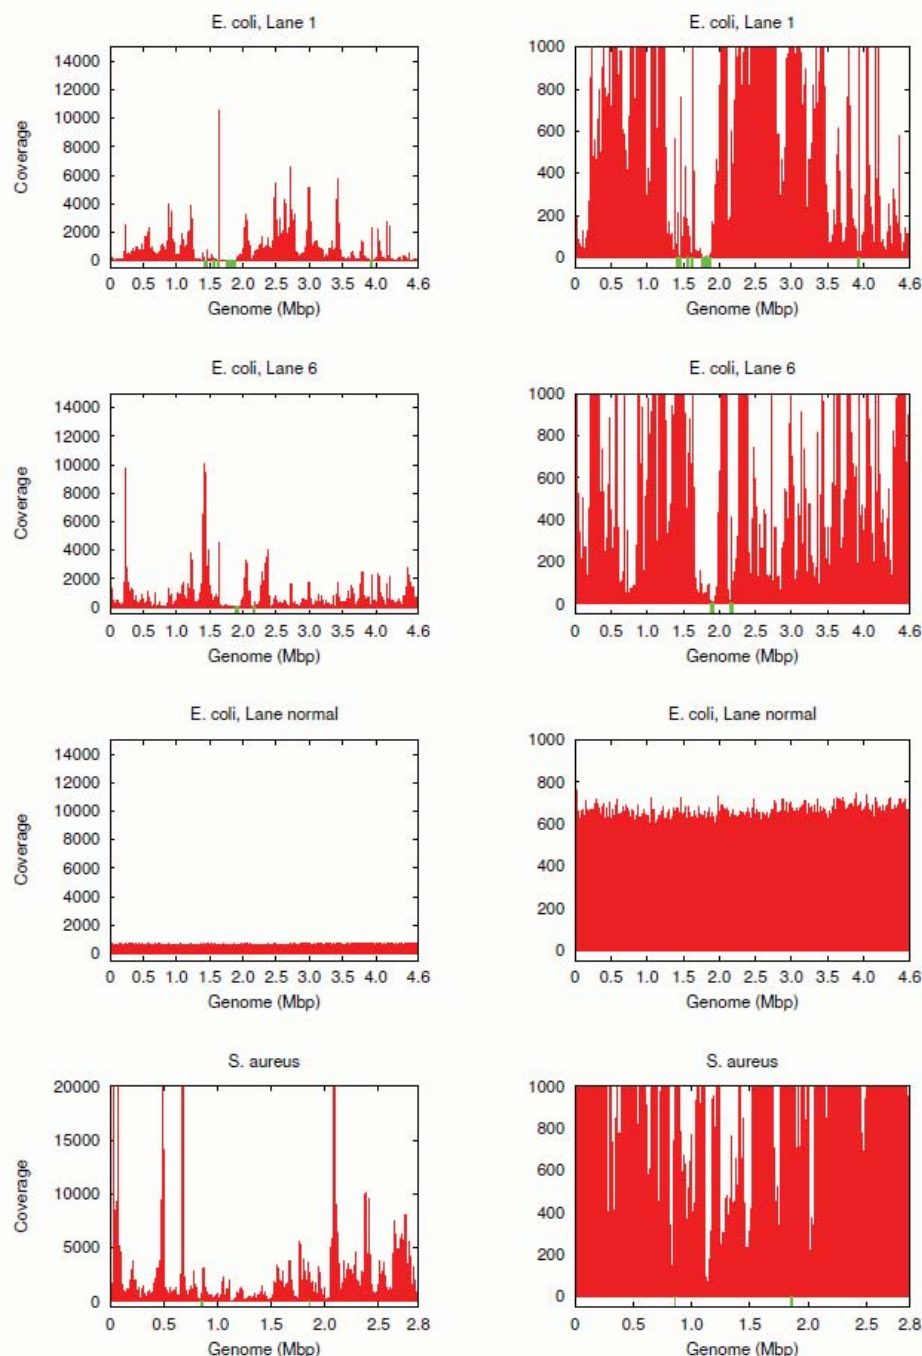 E. coli, Lane 1
14000
12000
10000
8000
6000
4000
2000
0
Coverage
0 0.5 1.0 1.5 2.0 2.5 3.0 3.5 4.0 4.6
Genome (Mbp)
E. coli, Lane 1
1000
800
600
400
200
0
0 0.5 1.0 1.5 2.0 2.5 3.0 3.5 4.0 4.6
Genome (Mbp)
E. coli, Lane 6
14000
12000
10000
8000
6000
4000
2000
0
Coverage
0 0.5 1.0 1.5 2.0 2.5 3.0 3.5 4.0 4.6
Genome (Mbp)
E. coli, Lane 6
1000
800
600
400
200
0
0 0.5 1.0 1.5 2.0 2.5 3.0 3.5 4.0 4.6
Genome (Mbp)
E. coli, Lane normal
14000
12000
10000
8000
6000
4000
2000
0
Coverage
0 0.5 1.0 1.5 2.0 2.5 3.0 3.5 4.0 4.6
Genome (Mbp)
E. coli, Lane normal
1000
800
600
400
200
0
0 0.5 1.0 1.5 2.0 2.5 3.0 3.5 4.0 4.6
Genome (Mbp)
S. aureus
20000
15000
10000
5000
0
Coverage
0 0.5 1.0 1.5 2.0 2.5 2.8
Genome (Mbp)
S. aureus
1000
800
600
400
200
0
0 0.5 1.0 1.5 2.0 2.5 2.8
Genome (Mbp)